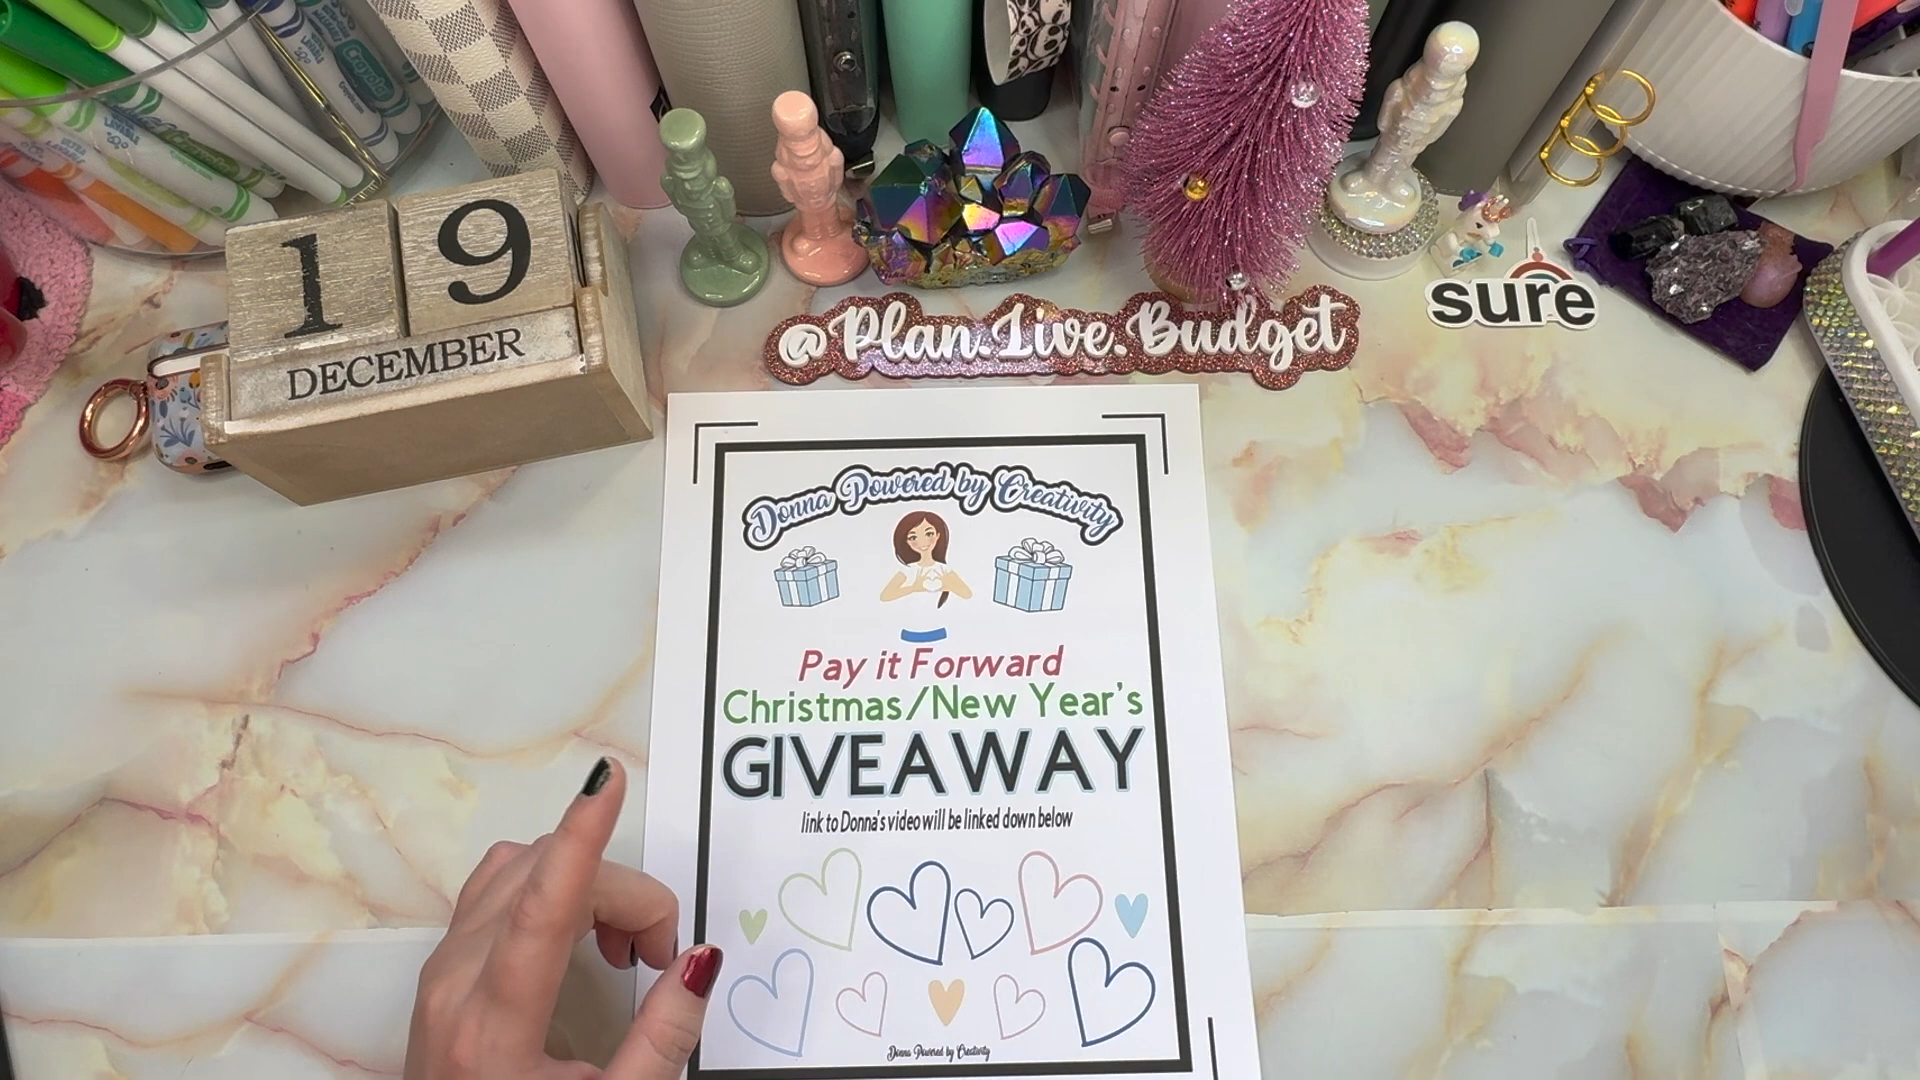 19
DECEMBER
@Plan.Live.Budget
sure
Donna Powered by Creativity
Pay it Forward
Christmas/New Year's
GIVEAWAY
link to Donna's video will be linked down below
Donna Powered by Creativity
Crayola